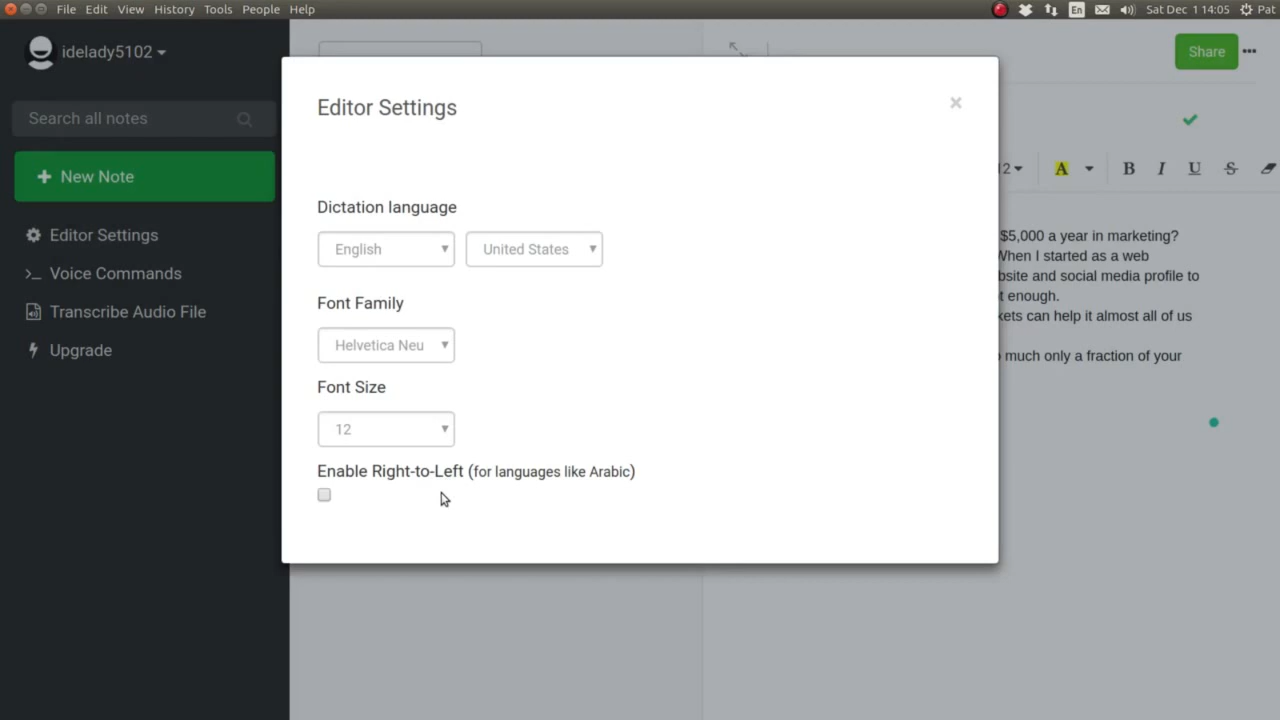 File Edit View History Tools People Help
En
Sat Dec 1 14:05
Pat
idelady5102
Search all notes
New Note
Editor Settings
Voice Commands
Transcribe Audio File
Upgrade
Editor Settings
×
Dictation language
English
United States
Font Family
Helvetica Neu
Font Size
12
Enable Right-to-Left (for languages like Arabic)
Share
A B I U S
$5,000 a year in marketing?
When I started as a web
and social media profile to
enough.
can help it almost all of us
much only a fraction of your